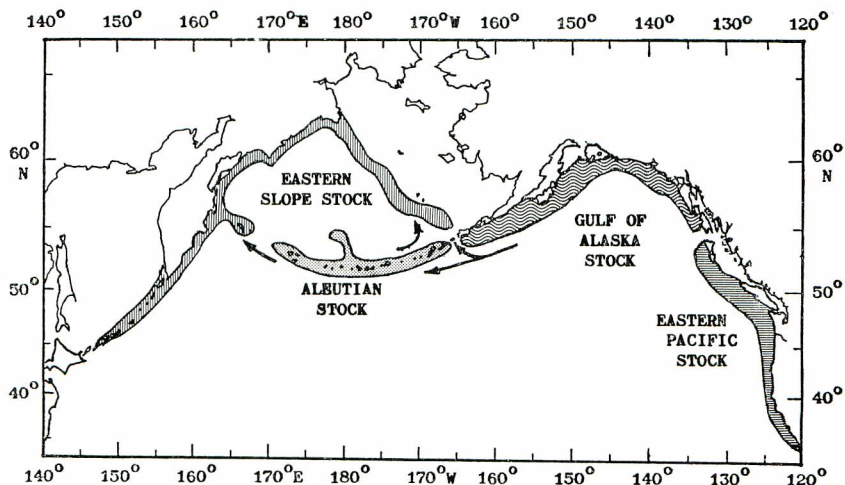 140° 150° 160° 170°E 180° 170°W 160° 150° 140° 130° 120°
60° N
50°
40°
60° N
50°
40°
EASTERN
SLOPE STOCK
ALEUTIAN
STOCK
GULF OF
ALASKA
STOCK
EASTERN
PACIFIC
STOCK
140° 150° 160° 170°E 180° 170°W 160° 150° 140° 130° 120°